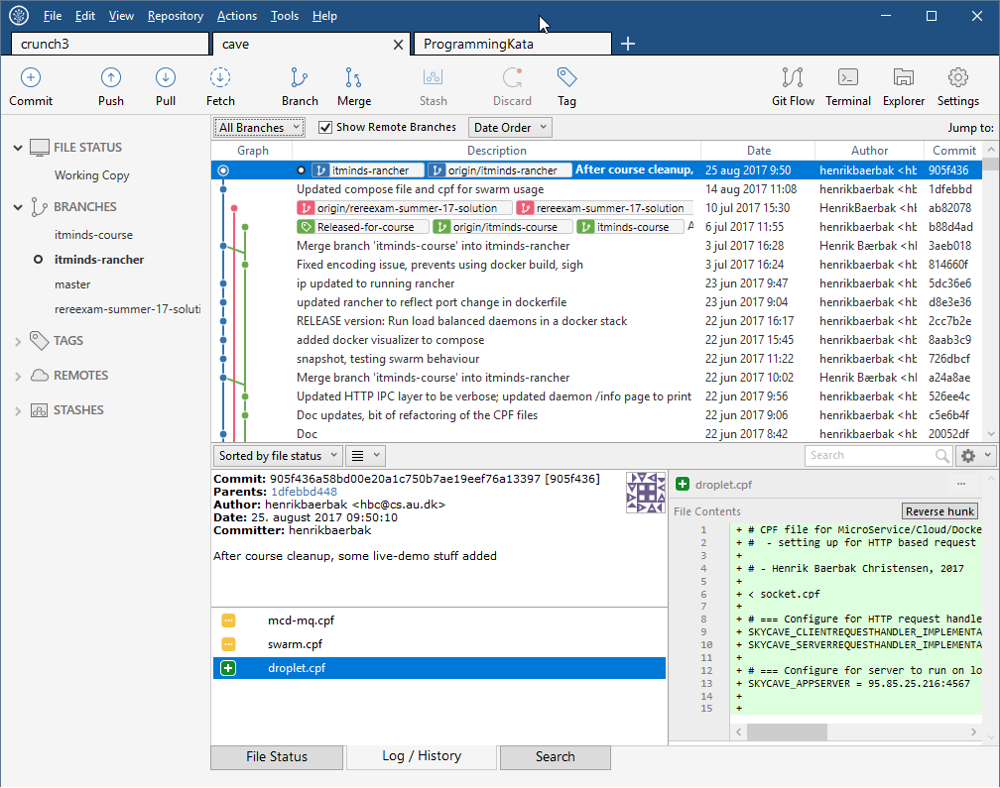 File Edit View Repository Actions Tools Help
crunch3 cave ProgrammingKata
Commit Push Pull Fetch Branch Merge Stash Discard Tag Git Flow Terminal Explorer Settings
All Branches Show Remote Branches Date Order Jump to:
Graph Description Date Author Commit
FILE STATUS
Working Copy
BRANCHES
itminds-course
itminds-rancher
master
rereexam-summer-17-soluti
TAGS
REMOTES
STASHES
itminds-rancher origin/itminds-rancher After course cleanup, 25 aug 2017 9:50 henrikbaerbak <hb 905f436
Updated compose file and cpf for swarm usage 14 aug 2017 11:08 henrikbaerbak <hb 1dfebbd
origin/rereexam-summer-17-solution rereexam-summer-17-solution 10 jul 2017 15:30 HenrikBaerbak <hl ab82078
Released-for-course origin/itminds-course itminds-course A 6 jul 2017 11:55 henrikbaerbak <hb b88d4ad
Merge branch 'itminds-course' into itminds-rancher 3 jul 2017 16:28 Henrik Bærbak <hl 3aeb018
Fixed encoding issue, prevents using docker build, sigh 3 jul 2017 16:24 henrikbaerbak <hb 814660f
ip updated to running rancher 23 jun 2017 9:47 henrikbaerbak <hb 5dc36e6
updated rancher to reflect port change in dockerfile 23 jun 2017 9:04 henrikbaerbak <hb d8e3e36
RELEASE version: Run load balanced daemons in a docker stack 22 jun 2017 16:17 henrikbaerbak <hb 2cc7b2e
added docker visualizer to compose 22 jun 2017 15:45 henrikbaerbak <hb 8aab3c9
snapshot, testing swarm behaviour 22 jun 2017 11:22 henrikbaerbak <hb 726dbcf
Merge branch 'itminds-course' into itminds-rancher 22 jun 2017 10:02 Henrik Bærbak <hl a24a8ae
Updated HTTP IPC layer to be verbose; updated daemon /info page to print 22 jun 2017 9:56 henrikbaerbak <hb 526ee4c
Doc updates, bit of refactoring of the CPF files 22 jun 2017 9:06 henrikbaerbak <hb c5e6b4f
Doc 22 jun 2017 8:42 henrikbaerbak <hb 20052df
Sorted by file status Search
Commit: 905f436a58bd00e20a1c750b7ae19eef76a13397 [905f436]
Parents: 1dfebbd448
Author: henrikbaerbak <hbc@cs.au.dk>
Date: 25. august 2017 09:50:10
Committer: henrikbaerbak
After course cleanup, some live-demo stuff added
mcd-mq.cpf
swarm.cpf
droplet.cpf
droplet.cpf ...
File Contents Reverse hunk
1 + # CPF file for MicroService/Cloud/Docke
2 + #  - setting up for HTTP based request
3 +
4 + # - Henrik Baerbak Christensen, 2017
5 +
6 + < socket.cpf
7 +
8 + # === Configure for HTTP request handle
9 + SKYCAVE_CLIENTREQUESTHANDLER_IMPLEMENTA
10 + SKYCAVE_SERVERREQUESTHANDLER_IMPLEMENTA
11 +
12 + # === Configure for server to run on lo
13 + SKYCAVE_APPSERVER = 95.85.25.216:4567
14 +
15 +
File Status Log / History Search